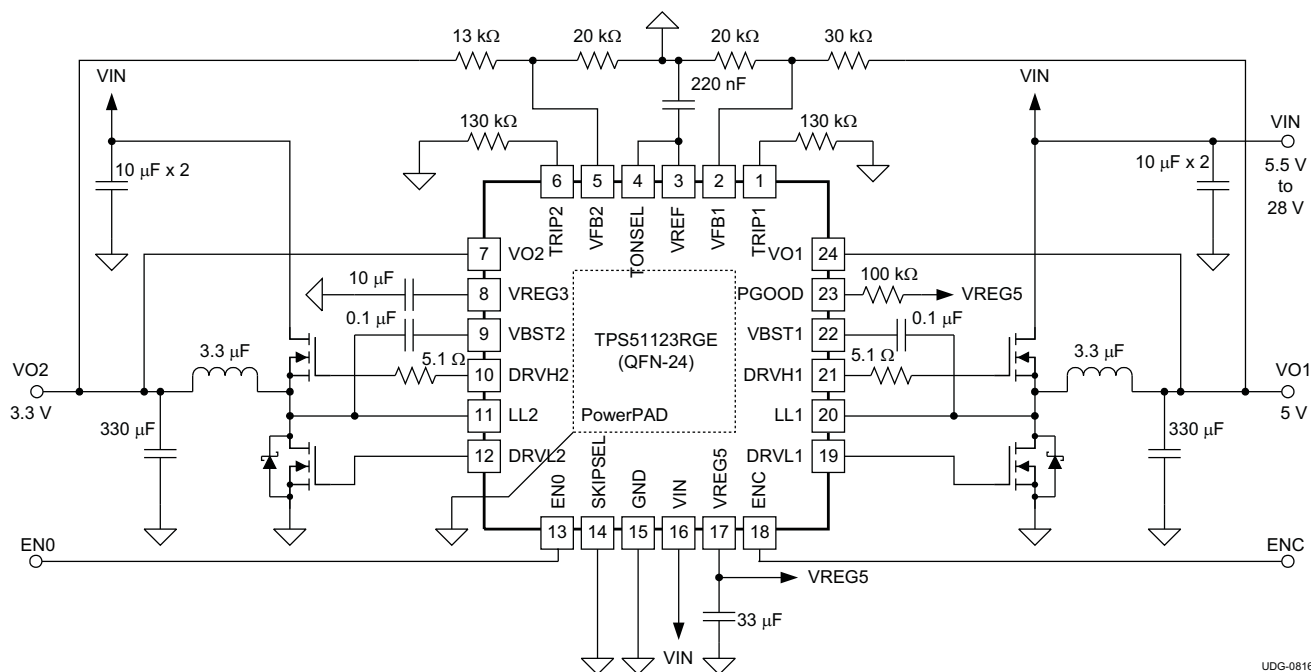 13 kΩ
20 kΩ
20 kΩ
30 kΩ
VIN
220 nF
VIN
130 kΩ
130 kΩ
VIN
10 μF x 2
10 μF x 2
5.5 V
to
28 V
6
5
4
3
2
1
TRIP2
VFB2
TONSEL
VREF
VFB1
TRIP1
7
VO2
VO1
24
10 μF
8
VREG3
PGOOD
23
100 kΩ
VREG5
0.1 μF
9
VBST2
TPS51123RGE
(QFN-24)
VBST1
22
0.1 μF
3.3 μF
5.1 Ω
10
DRVH2
DRVH1
21
5.1 Ω
3.3 μF
VO2
3.3 V
VO1
5 V
11
LL2
PowerPAD
LL1
20
330 μF
330 μF
12
DRVL2
DRVL1
19
EN0
SKIPSEL
GND
VIN
VREG5
ENC
13
14
15
16
17
18
EN0
ENC
VREG5
33 μF
VIN